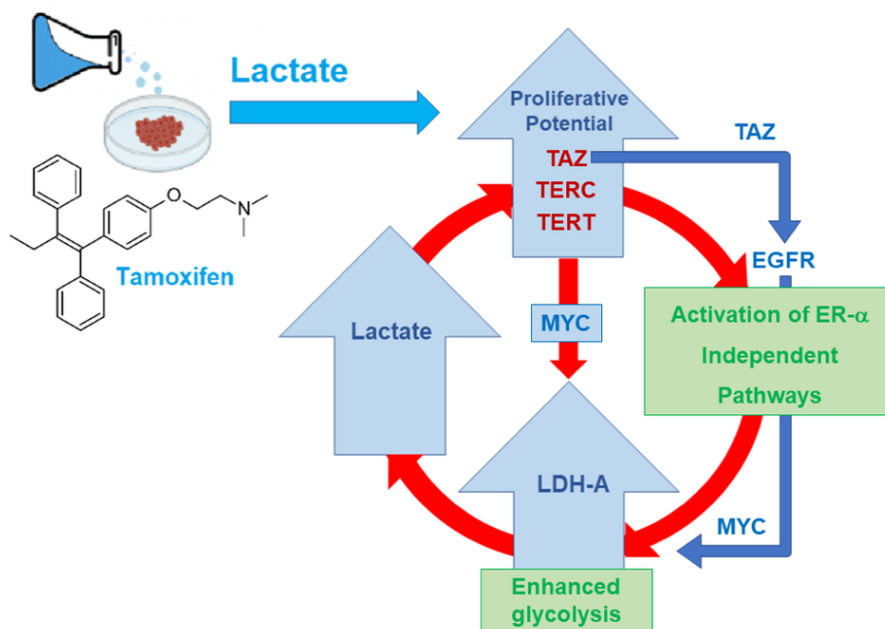 Lactate
Proliferative
Potential
TAZ
TERC
TERT
TAZ
O
N
Tamoxifen
EGFR
Activation of ER-α
Independent
Pathways
MYC
Lactate
LDH-A
MYC
Enhanced
glycolysis